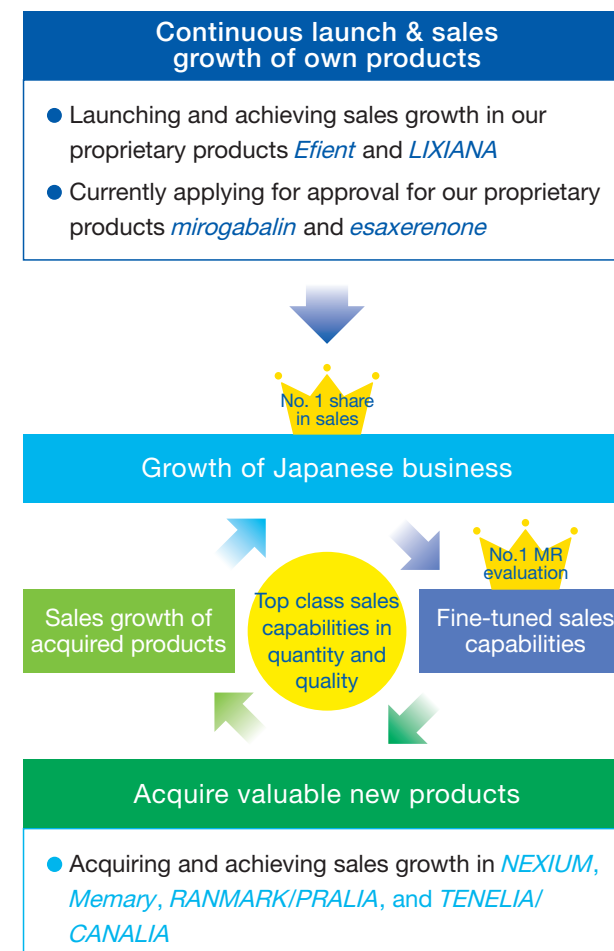 Continuous launch & sales
growth of own products
● Launching and achieving sales growth in our
proprietary products Efient and LIXIANA
● Currently applying for approval for our proprietary
products mirogabalin and esaxerenone
No. 1 share
in sales
Growth of Japanese business
No.1 MR
evaluation
Sales growth of
acquired products
Top class sales
capabilities in
quantity and
quality
Fine-tuned sales
capabilities
Acquire valuable new products
● Acquiring and achieving sales growth in NEXIUM,
Memary, RANMARK/PRALIA, and TENELIA/
CANALIA